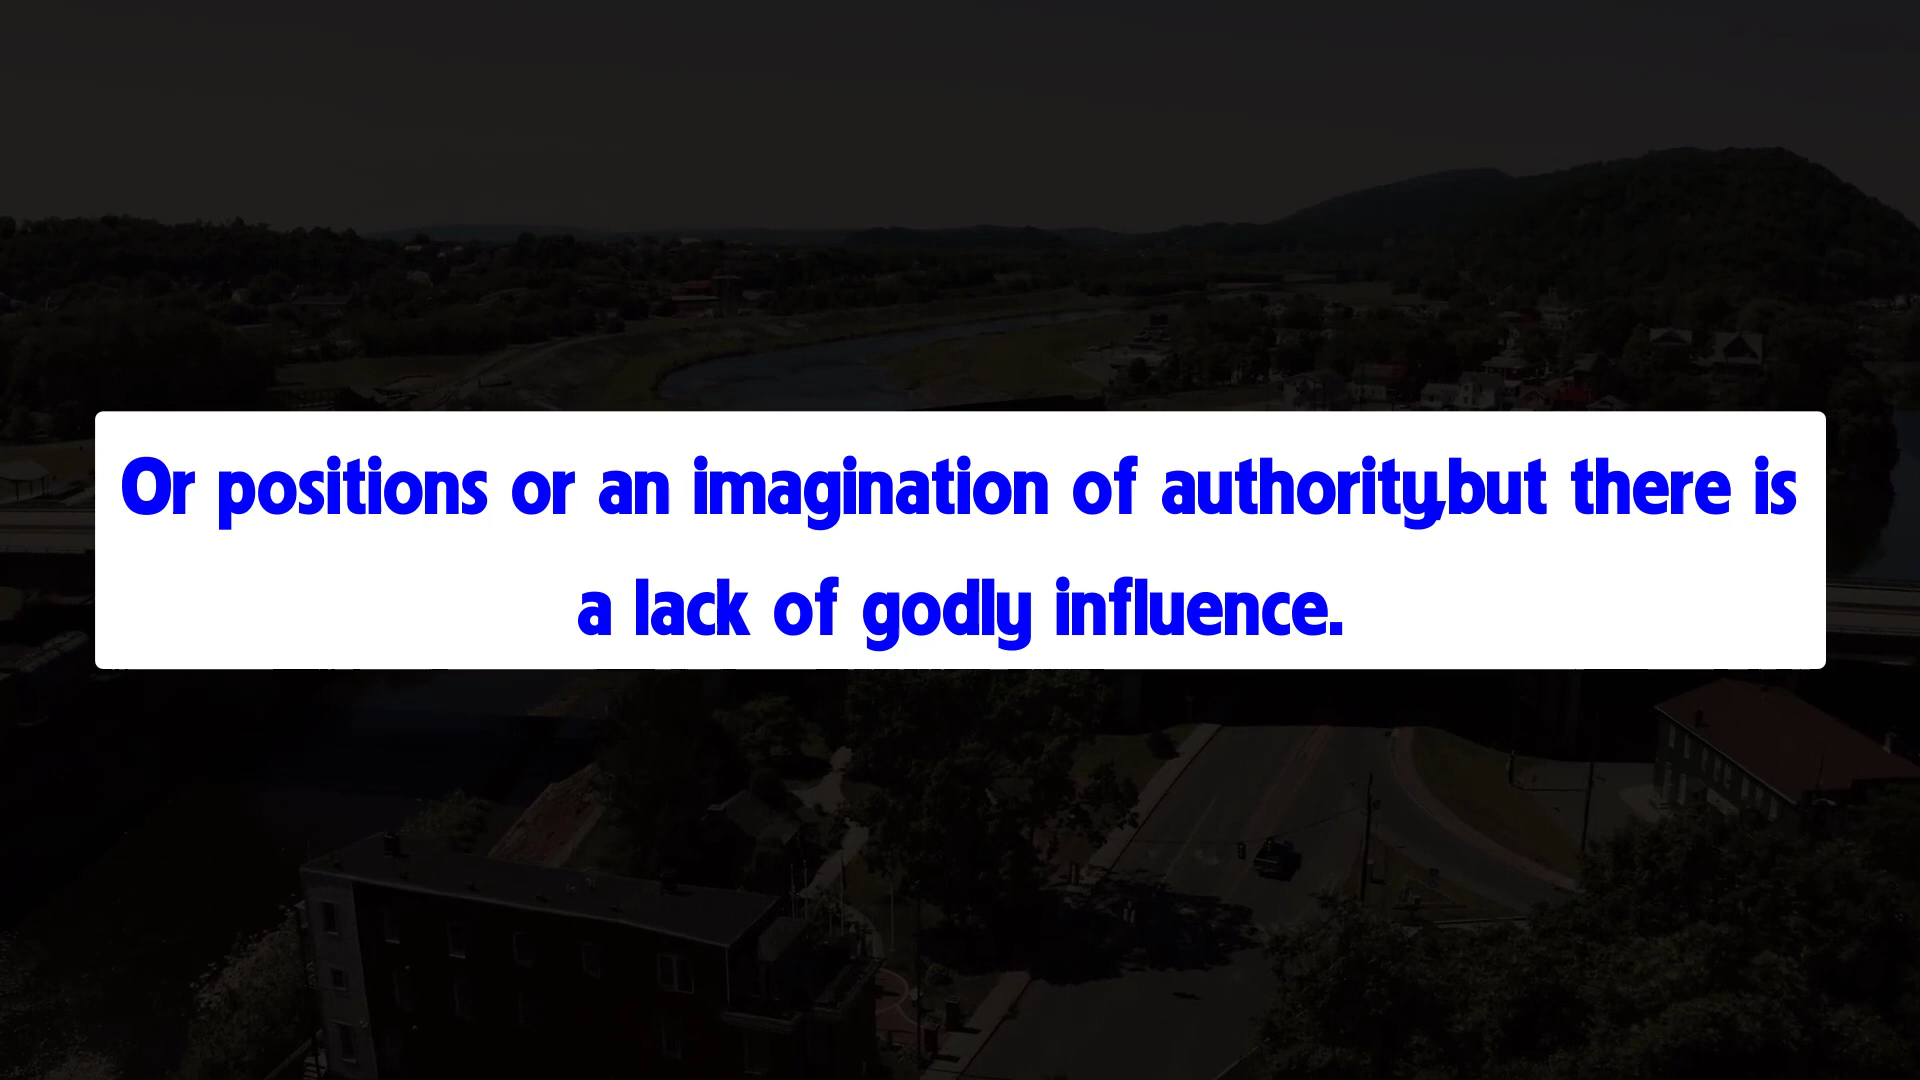 Or positions or an imagination of authority,but there is
a lack of godly influence.